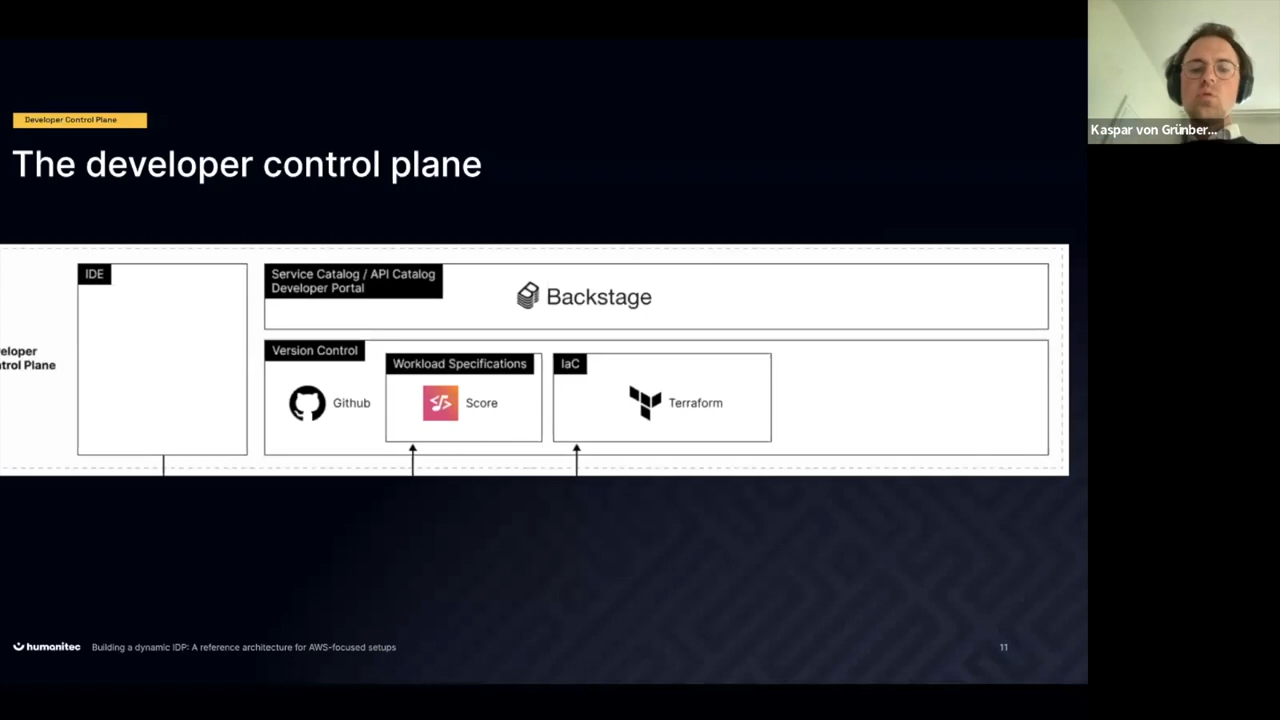 Developer Control Plane
The developer control plane
IDE
Service Catalog / API Catalog
Developer Portal
Backstage
eloper
trol Plane
Version Control
Github
Workload Specifications
Score
IaC
Terraform
humanitec
Building a dynamic IDP: A reference architecture for AWS-focused setups
11
Kaspar von Grünber...